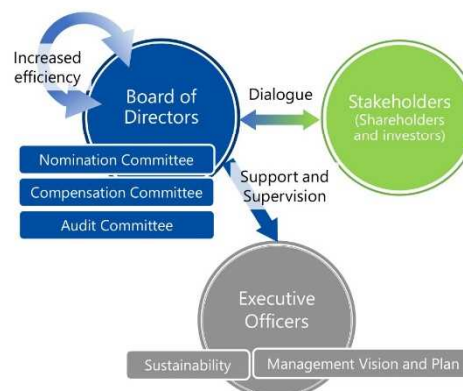 Increased
efficiency
Board of
Directors
Dialogue
Stakeholders
(Shareholders
and investors)
Nomination Committee
Compensation Committee
Audit Committee
Support and
Supervision
Executive
Officers
Sustainability
Management Vision and Plan